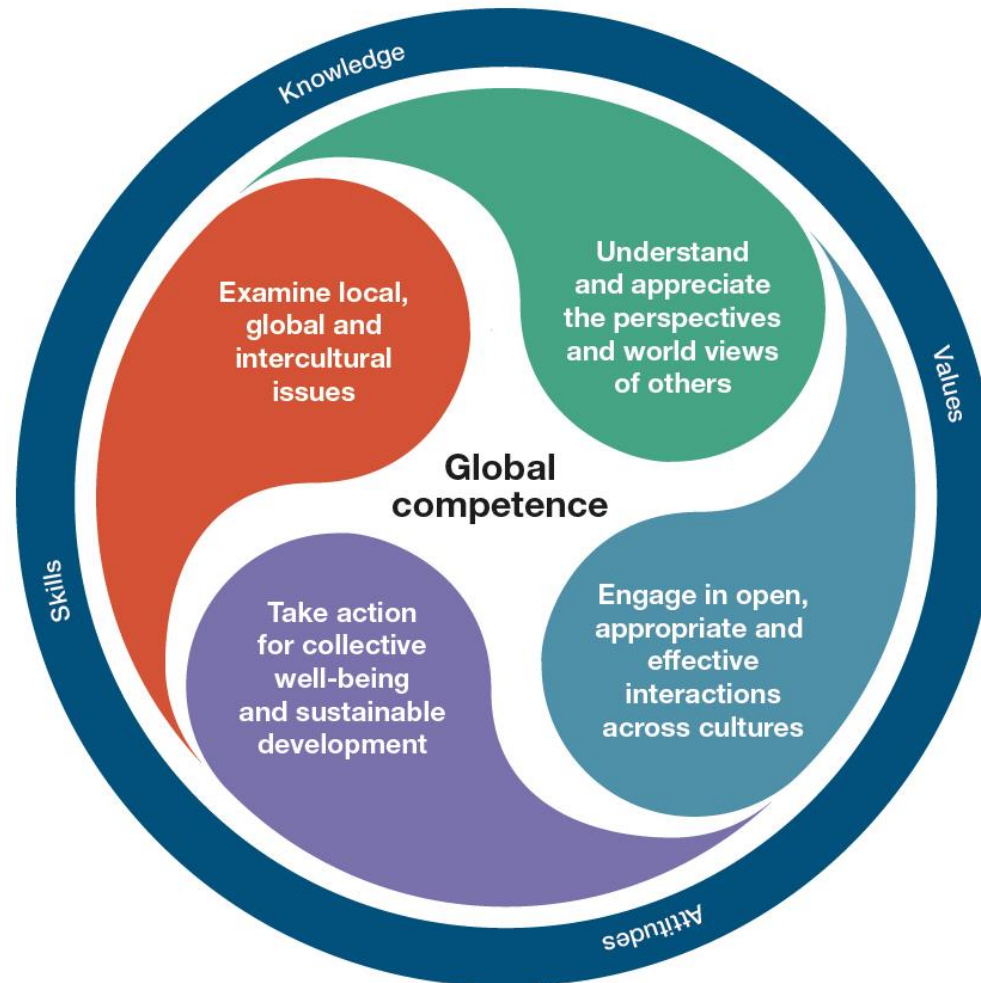 Knowledge
Examine local,
global and
intercultural
issues
Understand
and appreciate
the perspectives
and world views
of others
Values
Global
competence
Skills
Take action
for collective
well-being
and sustainable
development
Engage in open,
appropriate and
effective
interactions
across cultures
Attitudes